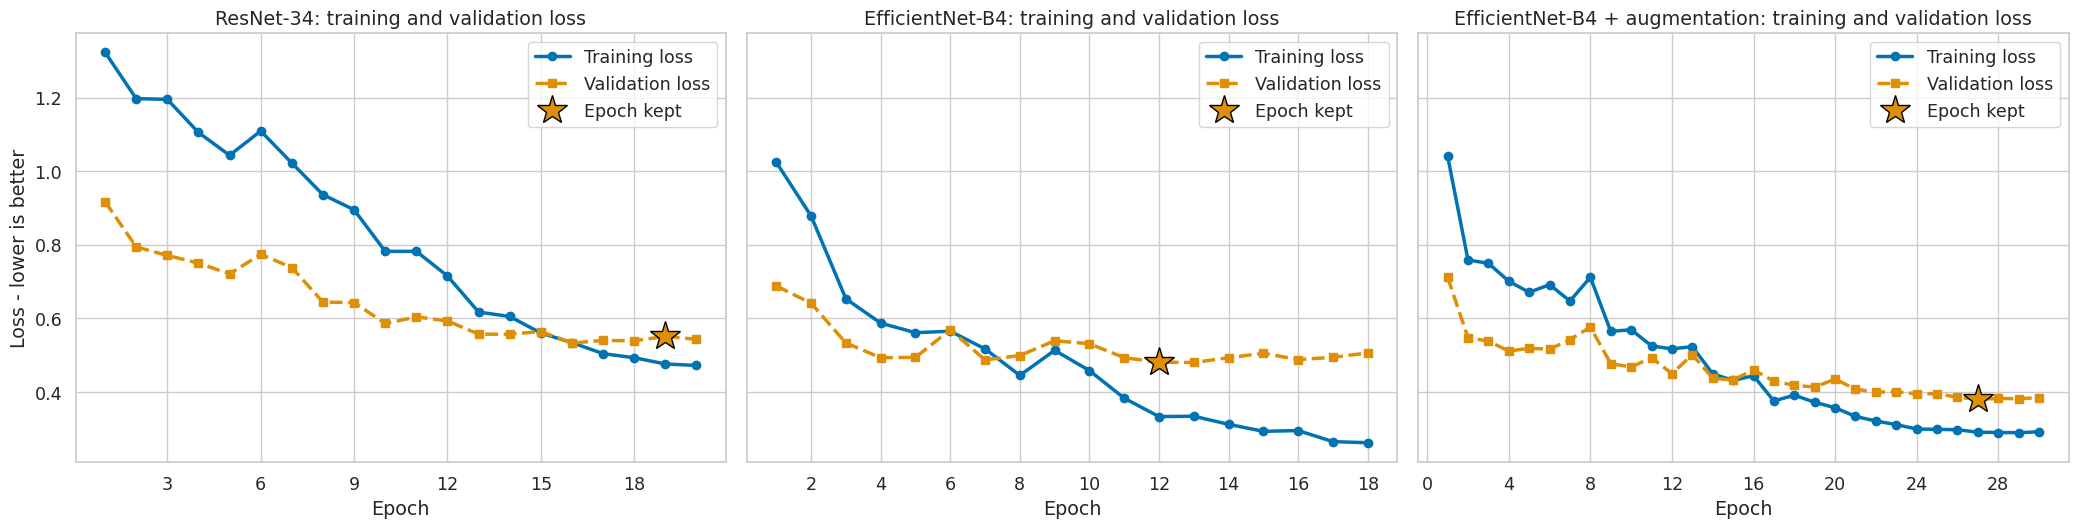 ResNet-34: training and validation loss
EfficientNet-B4: training and validation loss
EfficientNet-B4 + augmentation: training and validation loss
Loss - lower is better
1.2
1.0
0.8
0.6
0.4
Training loss
Validation loss
Epoch kept
Training loss
Validation loss
Epoch kept
Training loss
Validation loss
Epoch kept
3 6 9 12 15 18
2 4 6 8 10 12 14 16 18
0 4 8 12 16 20 24 28
Epoch
Epoch
Epoch